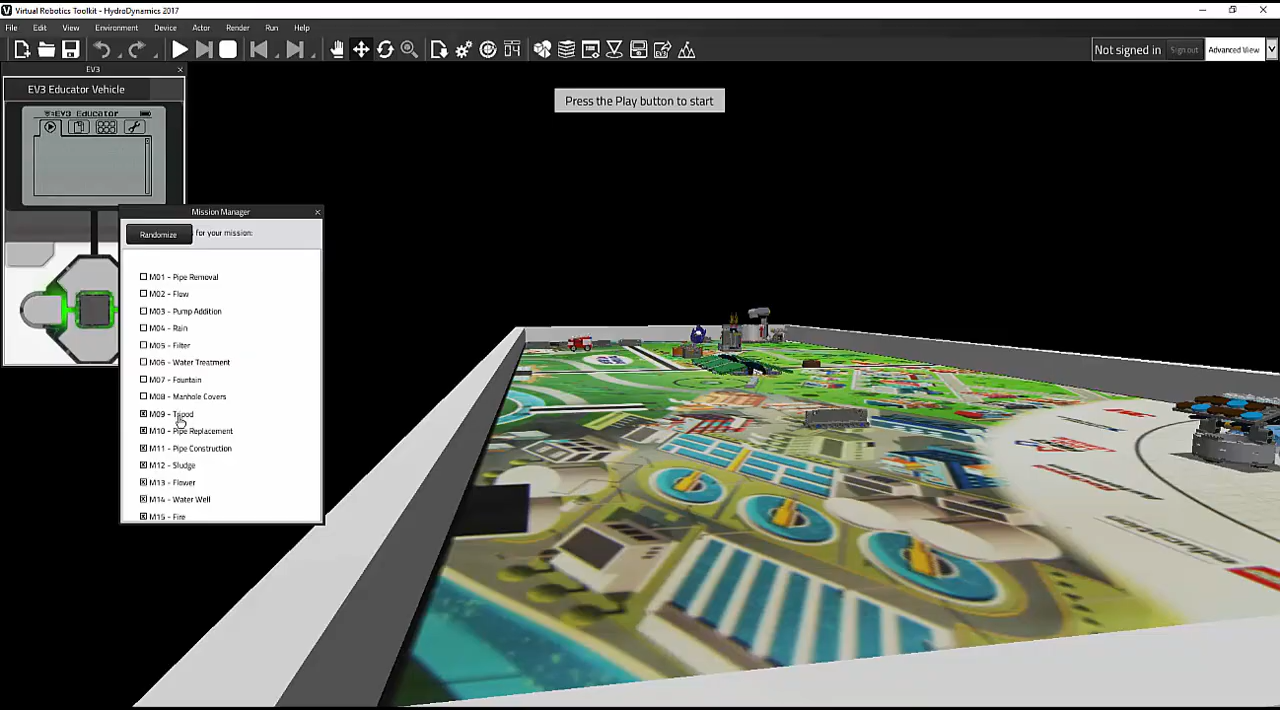 Virtual Robotics Toolkit - HydroDynamics 2017
File Edit View Environment Device Actor Render Run Help
Not signed in Sign out Advanced View
EV3
EV3 Educator Vehicle
EV3 Educator
Press the Play button to start
Mission Manager
Randomize for your mission:
M01 - Pipe Removal
M02 - Flow
M03 - Pump Addition
M04 - Rain
M05 - Filter
M06 - Water Treatment
M07 - Fountain
M08 - Manhole Covers
M09 - Tripod
M10 - Pipe Replacement
M11 - Pipe Construction
M12 - Sludge
M13 - Flower
M14 - Water Well
M15 - Fire